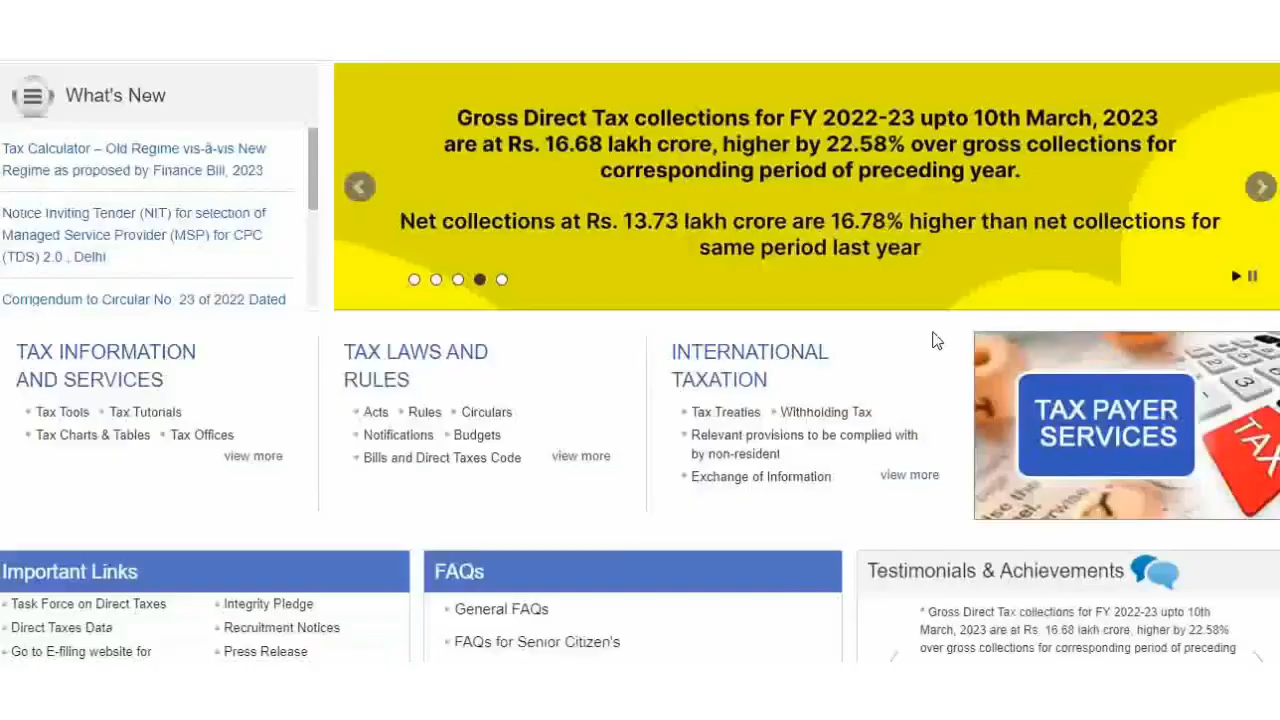 What's New
Tax Calculator – Old Regime vis-à-vis New
Regime as proposed by Finance Bill, 2023
Notice Inviting Tender (NIT) for selection of
Managed Service Provider (MSP) for CPC
(TDS) 2.0 , Delhi
Compendum to Circular No. 23 of 2022 Dated
Gross Direct Tax collections for FY 2022-23 upto 10th March, 2023
are at Rs. 16.68 lakh crore, higher by 22.58% over gross collections for
corresponding period of preceding year.
Net collections at Rs. 13.73 lakh crore are 16.78% higher than net collections for
same period last year
TAX INFORMATION
AND SERVICES
Tax Tools Tax Tutorials
Tax Charts & Tables Tax Offices
view more
TAX LAWS AND
RULES
Acts Rules Circulars
Notifications Budgets
Bills and Direct Taxes Code
view more
INTERNATIONAL
TAXATION
Tax Treaties Withholding Tax
Relevant provisions to be complied with
by non-resident
Exchange of Information
view more
TAX PAYER
SERVICES
TAX
Important Links
Task Force on Direct Taxes
Integrity Pledge
Direct Taxes Data
Recruitment Notices
Go to E-filing website for
Press Release
FAQs
General FAQs
FAQs for Senior Citizen's
Testimonials & Achievements
* Gross Direct Tax collections for FY 2022-23 upto 10th
March, 2023 are at Rs. 16.68 lakh crore, higher by 22.58%
over gross collections for corresponding period of preceding